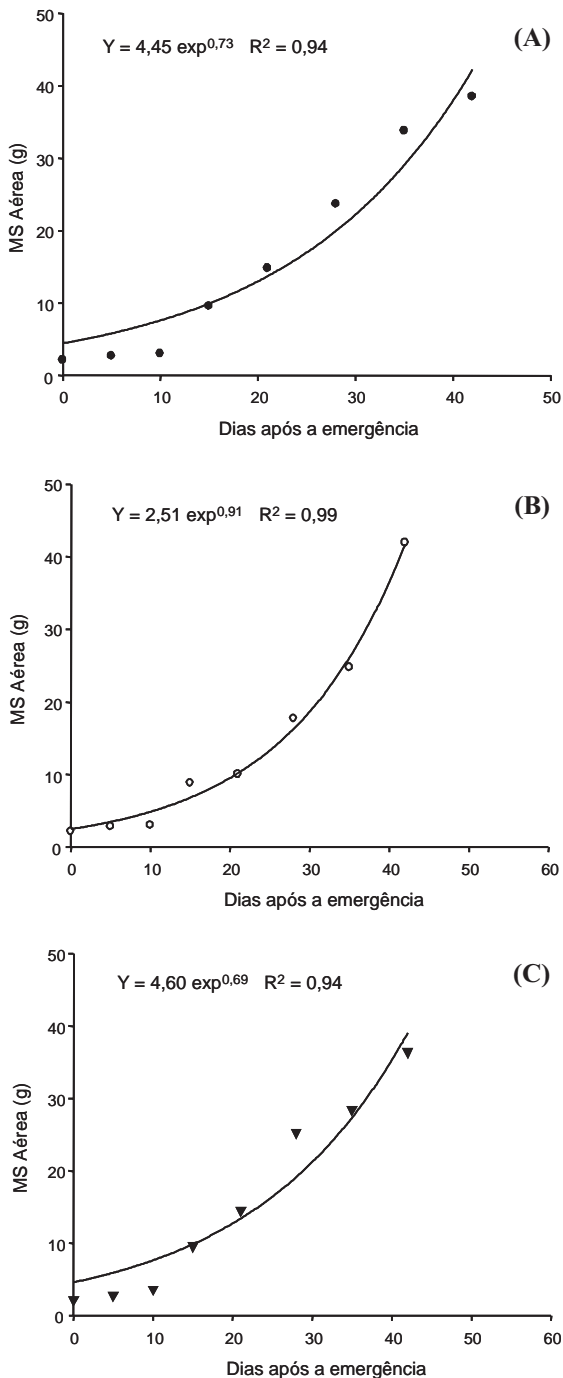 Y = 4,45 exp^0,73 R² = 0,94 (A)
50
40
30
20
10
0
MS Aérea (g)
0 10 20 30 40 50
Dias após a emergência
Y = 2,51 exp^0,91 R² = 0,99 (B)
50
40
30
20
10
0
MS Aérea (g)
0 10 20 30 40 50 60
Dias após a emergência
Y = 4,60 exp^0,69 R² = 0,94 (C)
50
40
30
20
10
0
MS Aérea (g)
0 10 20 30 40 50 60
Dias após a emergência